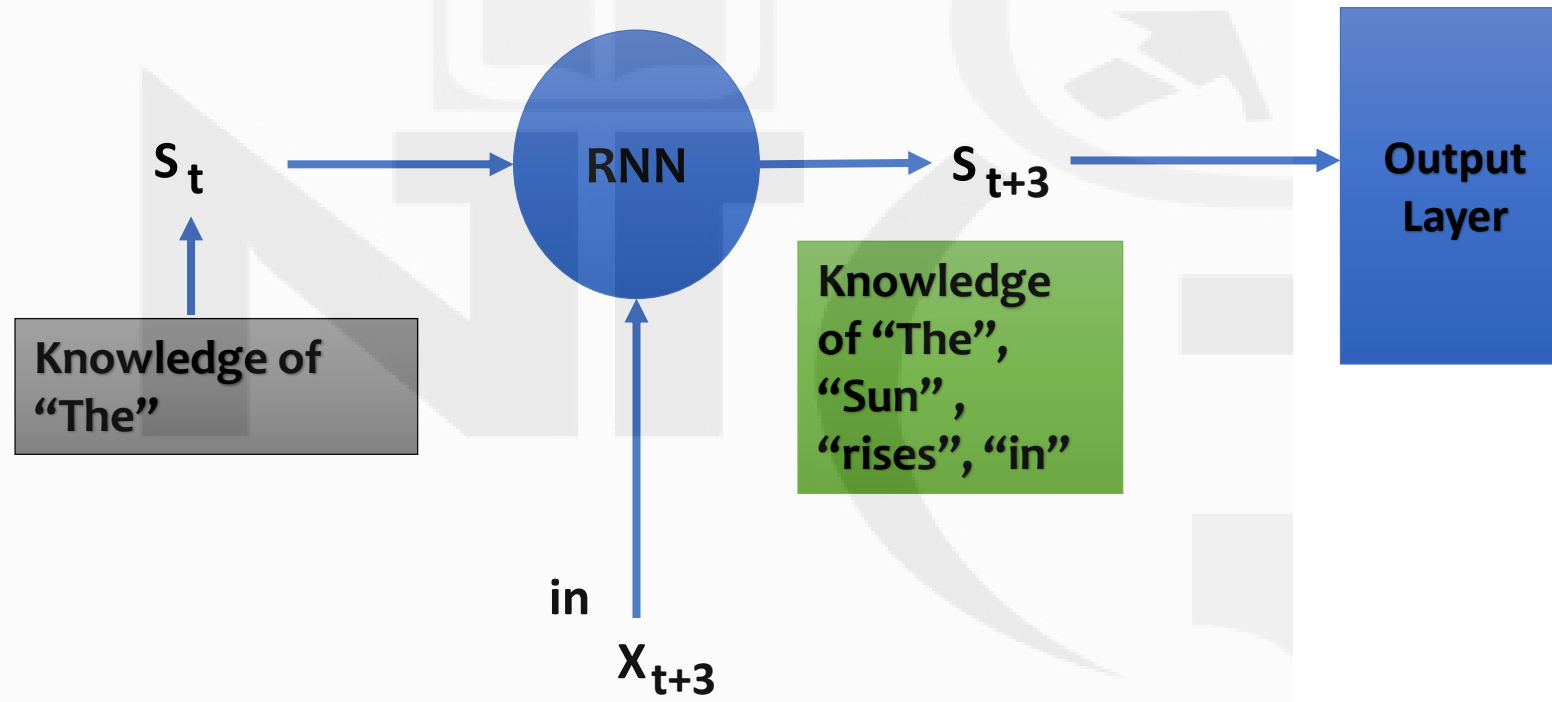 S t
RNN
S t+3
Output
Layer
Knowledge of
“The”
Knowledge
of “The”,
“Sun” ,
“rises”, “in”
in
X t+3